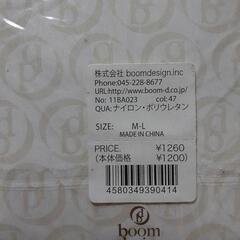 株式会社 boomdesign.inc
Phone:045-228-8677
URL:http://www.boom-d.co.jp/
No: 11BA023 col:47
QUA:ナイロン・ポリウレタン
SIZE: M-L
MADE IN CHINA
PRICE. ¥1260
(本体価格 ¥1200)
4580349390414
boom